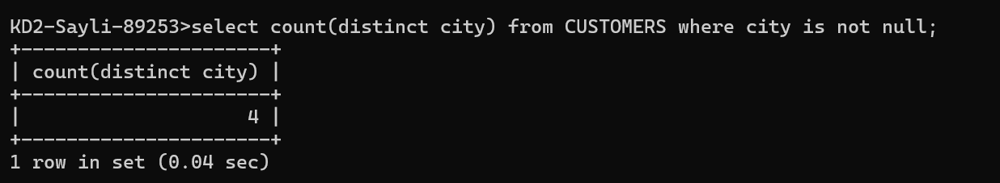 KD2-Sayli-89253>select count(distinct city) from CUSTOMERS where city is not null;
+----------------------+
| count(distinct city) |
+----------------------+
|                    4 |
+----------------------+
1 row in set (0.04 sec)